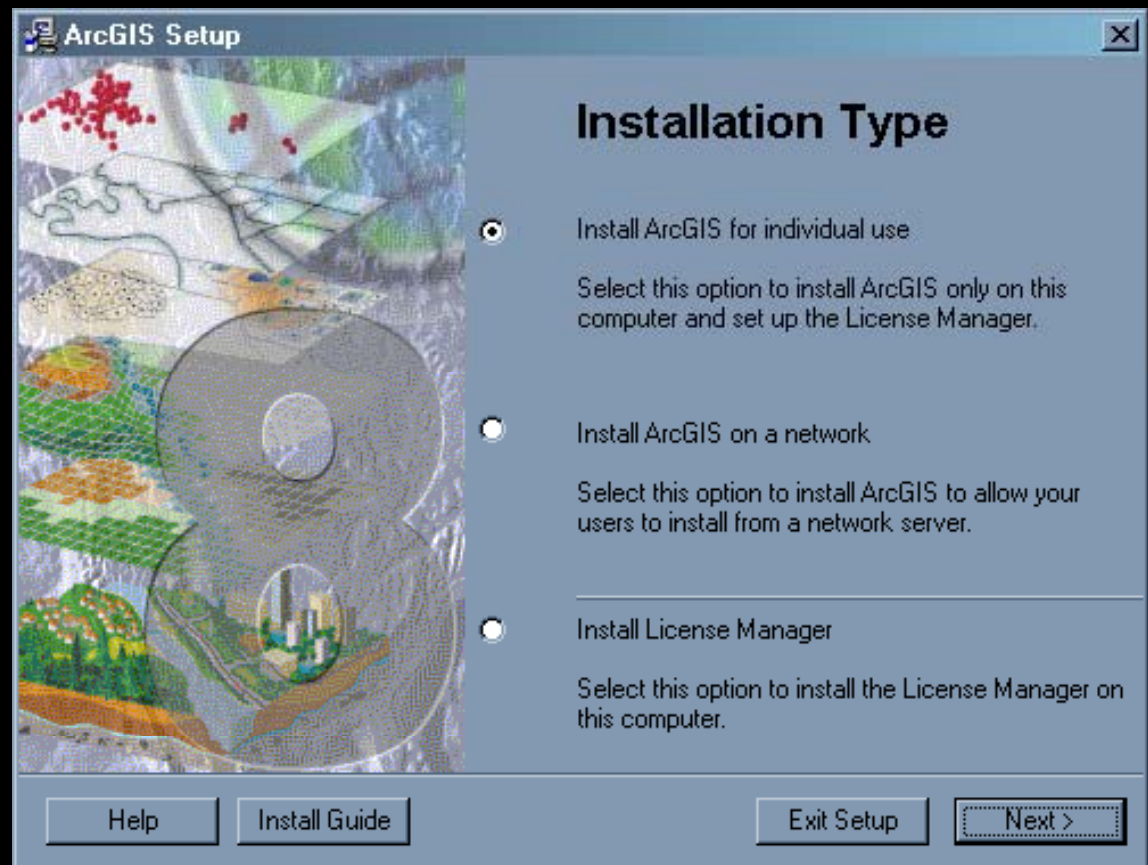 ArcGIS Setup
Installation Type
Install ArcGIS for individual use
Select this option to install ArcGIS only on this
computer and set up the License Manager.
Install ArcGIS on a network
Select this option to install ArcGIS to allow your
users to install from a network server.
Install License Manager
Select this option to install the License Manager on
this computer.
8
Help
Install Guide
Exit Setup
Next >